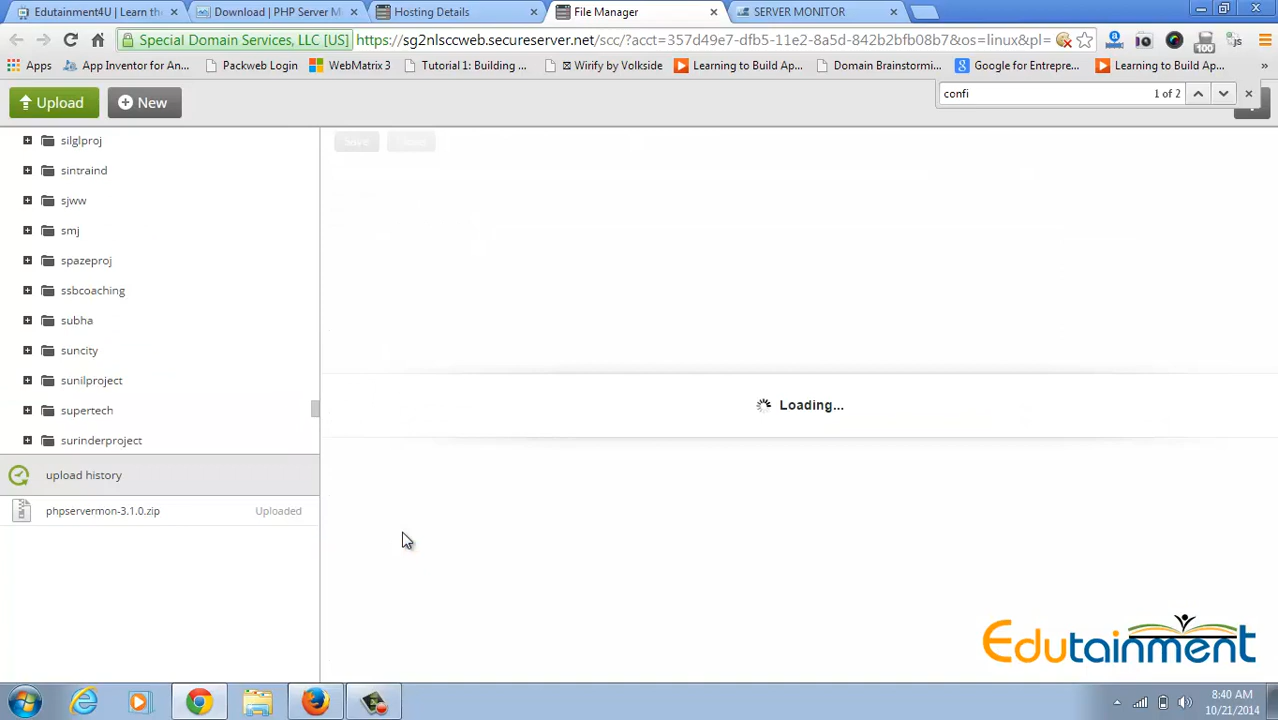 Edutainment4U | Learn the
Download | PHP Server M
Hosting Details
File Manager
SERVER MONITOR
Special Domain Services, LLC [US]
https://sg2nlsccweb.secureserver.net/scc/?acct=357d49e7-dfb5-11e2-8a5d-842b2bfb08b7&os=linux&pl=
100
js
Apps
App Inventor for An...
Packweb Login
WebMatrix 3
Tutorial 1: Building ...
Wirify by Volkside
Learning to Build Ap...
Domain Brainstormi...
Google for Entrepre...
Learning to Build Ap...
»
confi
1 of 2
Upload
New
silglproj
Save
sintraind
sjww
smj
spazeproj
ssbcoaching
subha
suncity
sunilproject
supertech
surinderproject
Loading...
upload history
phpservermon-3.1.0.zip
Uploaded
Edutainment
8:40 AM
10/21/2014